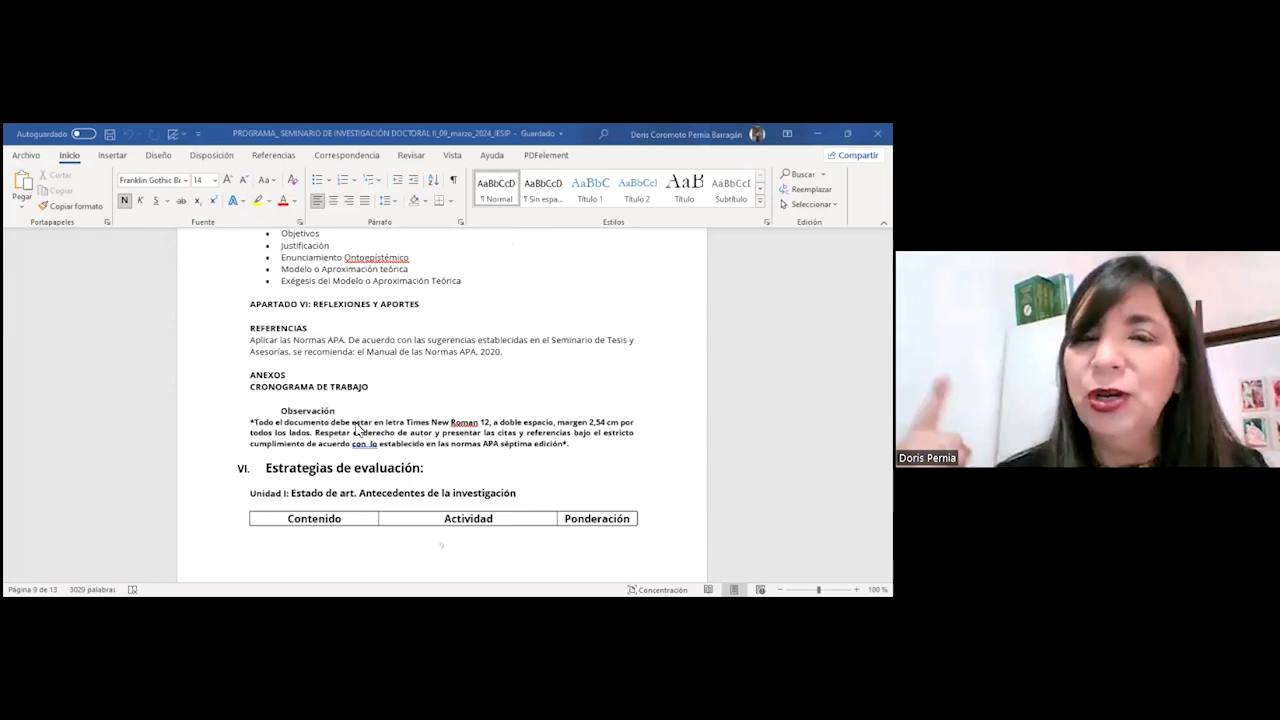 Autoguardado
PROGRAMA_ SEMINARIO DE INVESTIGACIÓN DOCTORAL II_09_marzo_2024_IESIP - Guardado
Doris Coromoto Pernia Barragán
Archivo Inicio Insertar Diseño Disposición Referencias Correspondencia Revisar Vista Ayuda PDFelement Compartir
Pegar
Cortar
Copiar
Copiar formato
Portapapeles
Franklin Gothic B 14
Aa
N K S ab x₂ x² A A
Fuente
Párrafo
AaBbCcD AaBbCcD AaBbC AaBbCcI AaB AaBbCcI
¶ Normal ¶ Sin espa... Título 1 Título 2 Título Subtítulo
Estilos
Buscar
Reemplazar
Seleccionar
Edición
• Objetivos
• Justificación
• Enunciamiento Ontoepistémico
• Modelo o Aproximación teórica
• Exégesis del Modelo o Aproximación Teórica
APARTADO VI: REFLEXIONES Y APORTES
REFERENCIAS
Aplicar las Normas APA. De acuerdo con las sugerencias establecidas en el Seminario de Tesis y
Asesorías, se recomienda: el Manual de las Normas APA, 2020.
ANEXOS
CRONOGRAMA DE TRABAJO
Observación
*Todo el documento debe estar en letra Times New Roman 12, a doble espacio, margen 2,54 cm por
todos los lados. Respetar derecho de autor y presentar las citas y referencias bajo el estricto
cumplimiento de acuerdo con lo establecido en las normas APA séptima edición*.
VI. Estrategias de evaluación:
Unidad I: Estado de art. Antecedentes de la investigación
Contenido Actividad Ponderación
9
Página 9 de 13 3029 palabras
Concentración
100 %
Doris Pernia